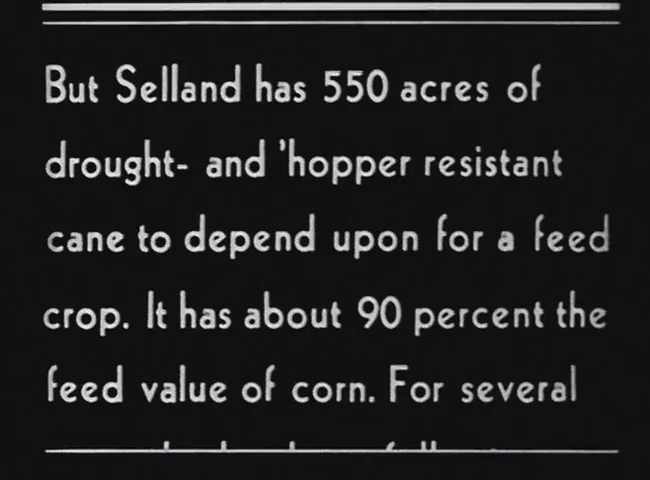 But Selland has 550 acres of
drought- and 'hopper resistant
cane to depend upon for a feed
crop. It has about 90 percent the
feed value of corn. For several